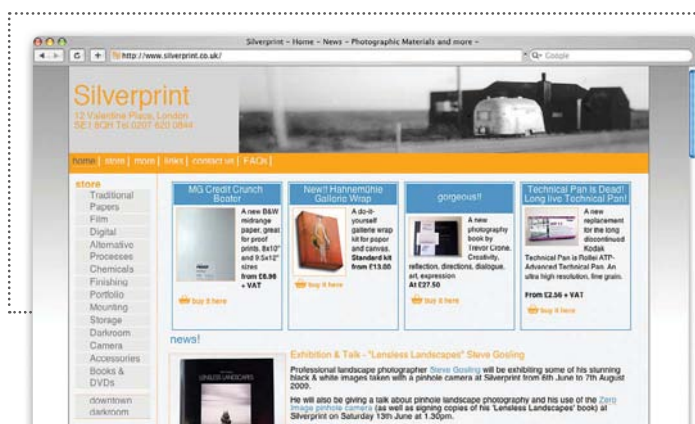 Silverprint – Home – News – Photographic Materials and more –
http://www.silverprint.co.uk/
Google
Silverprint
12 Valentine Place, London
SE1 8QH Tel 0207 620 0844
home | store | more | links | contact us | FAQs |
store
Traditional
Papers
Film
Digital
Alternative
Processes
Chemicals
Finishing
Portfolio
Mounting
Storage
Darkroom
Camera
Accessories
Books &
DVDs
downtown
darkroom
MG Credit Crunch
Beater
A new B&W
midrange
paper, great
for proof
prints, 8x10"
and 9.5x12"
sizes
from £6.96
+ VAT
buy it here
New!! Hahnemühle
Gallerie Wrap
A do-it-
yourself
gallerie wrap
kit for paper
and canvas.
Standard kit
from £13.00
buy it here
gorgeous!!
A new
photography
book by
Trevor Crone.
Creativity,
reflection, directions, dialogue,
art, expression
At £27.50
buy it here
Technical Pan Is Dead!
Long live Technical Pan!
A new
replacement
for the long
discontinued
Kodak
Technical Pan is Rollei ATP-
Advanced Technical Pan. An
ultra high resolution, fine grain.
From £2.56 + VAT
buy it here
news!
LENSLESS LANDSCAPES
Exhibition & Talk - "Lensless Landscapes" Steve Gosling
Professional landscape photographer Steve Gosling will be exhibiting some of his stunning
black & white images taken with a pinhole camera at Silverprint from 6th June to 7th August
2009.
He will also be giving a talk about pinhole landscape photography and his use of the Zero
Image pinhole camera (as well as signing copies of his 'Lensless Landscapes' book) at
Silverprint on Saturday 13th June at 1.30pm.